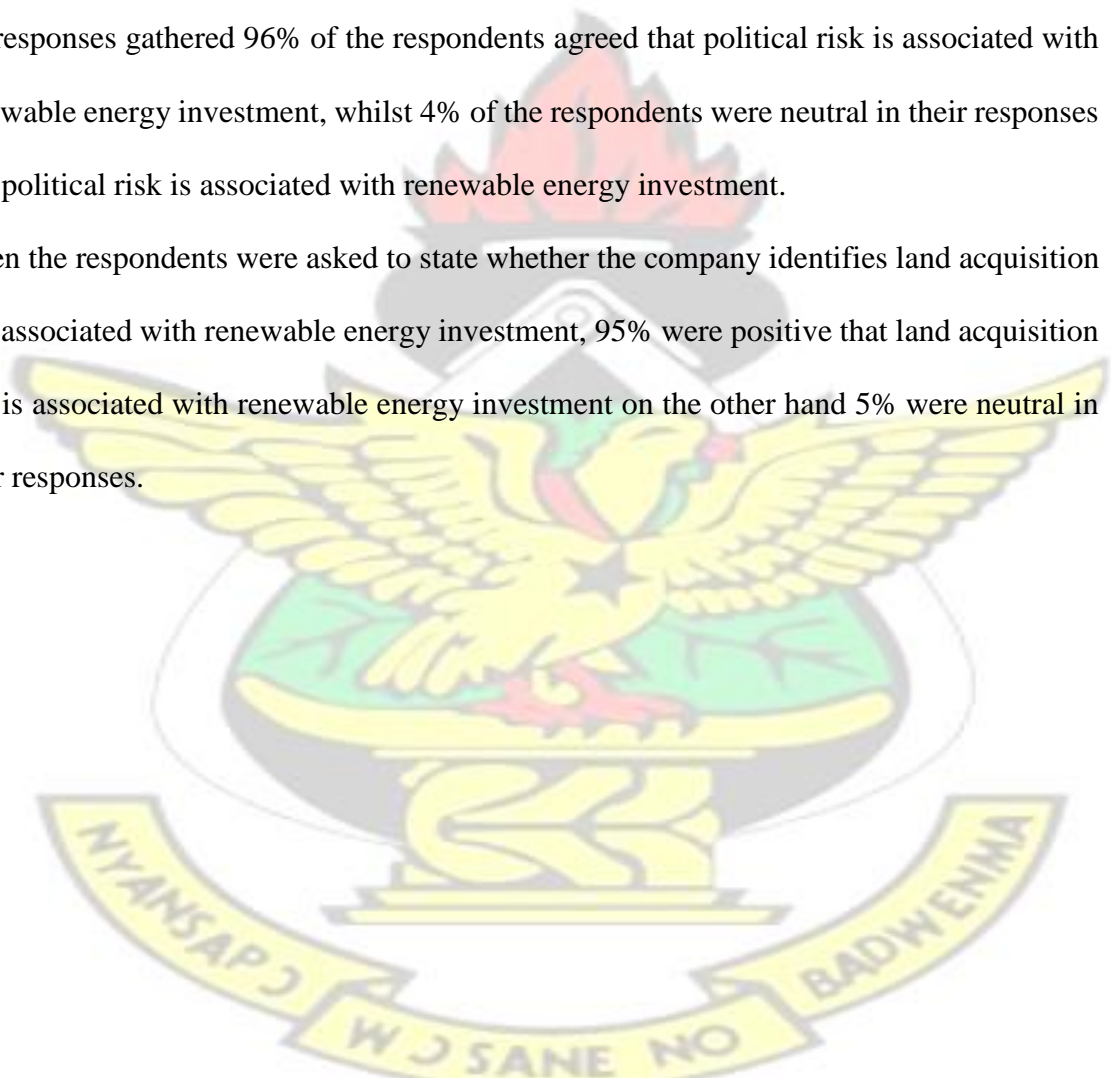 responses gathered 96% of the respondents agreed that political risk is associated with
wable energy investment, whilst 4% of the respondents were neutral in their responses
political risk is associated with renewable energy investment.
en the respondents were asked to state whether the company identifies land acquisition
associated with renewable energy investment, 95% were positive that land acquisition
is associated with renewable energy investment on the other hand 5% were neutral in
r responses.
NYANSAPƆ
WƆ SANE NO
BADWENMA